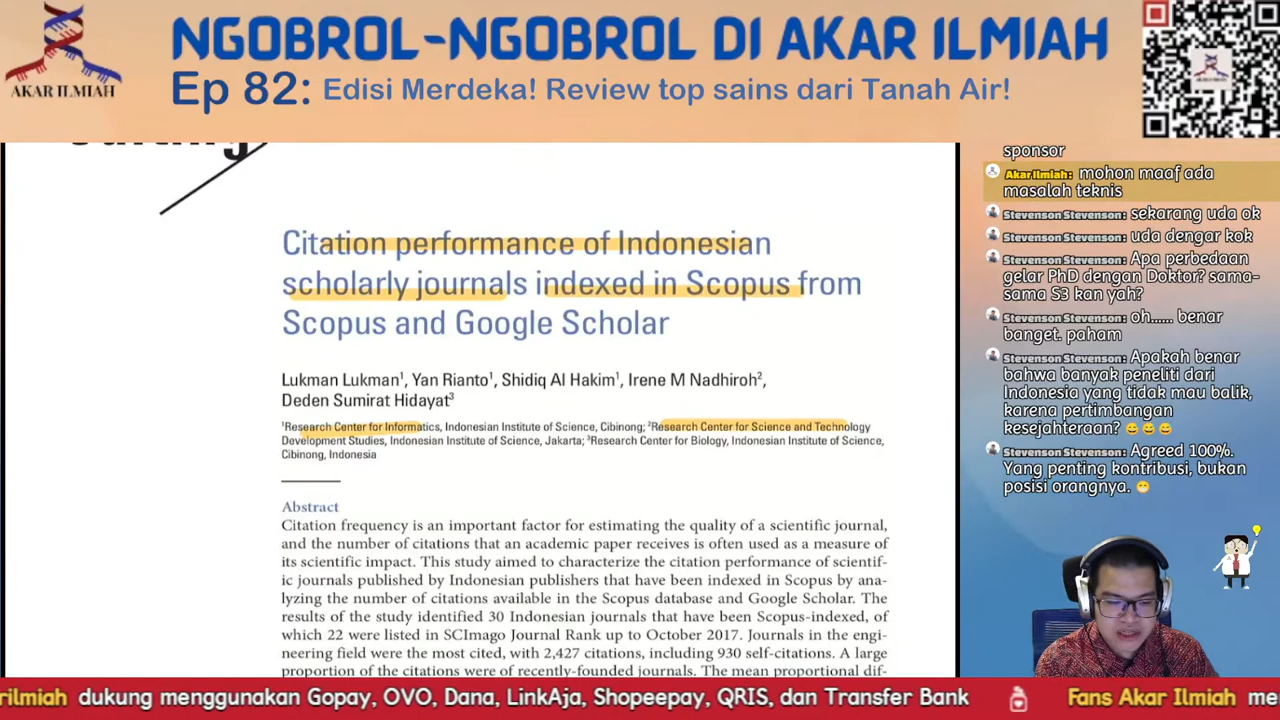 NGOBROL-NGOBROL DI AKAR ILMIAH
AKAR ILMIAH
Ep 82: Edisi Merdeka! Review top sains dari Tanah Air!
Citation performance of Indonesian
scholarly journals indexed in Scopus from
Scopus and Google Scholar
Lukman Lukman¹, Yan Rianto¹, Shidiq Al Hakim¹, Irene M Nadhiroh²,
Deden Sumirat Hidayat³
¹Research Center for Informatics, Indonesian Institute of Science, Cibinong; ²Research Center for Science and Technology
Development Studies, Indonesian Institute of Science, Jakarta; ³Research Center for Biology, Indonesian Institute of Science,
Cibinong, Indonesia
Abstract
Citation frequency is an important factor for estimating the quality of a scientific journal,
and the number of citations that an academic paper receives is often used as a measure of
its scientific impact. This study aimed to characterize the citation performance of scientif-
ic journals published by Indonesian publishers that have been indexed in Scopus by ana-
lyzing the number of citations available in the Scopus database and Google Scholar. The
results of the study identified 30 Indonesian journals that have been Scopus-indexed, of
which 22 were listed in SCImago Journal Rank up to October 2017. Journals in the engi-
neering field were the most cited, with 2,427 citations, including 930 self-citations. A large
proportion of the citations were of recently-founded journals. The mean proportional dif-
sponsor
Akar Ilmiah: mohon maaf ada
masalah teknis
Stevenson Stevenson: sekarang uda ok
Stevenson Stevenson: uda dengar kok
Stevenson Stevenson: Apa perbedaan
gelar PhD dengan Doktor? sama-
sama S3 kan yah?
Stevenson Stevenson: oh...... benar
banget. paham
Stevenson Stevenson: Apakah benar
bahwa banyak peneliti dari
Indonesia yang tidak mau balik,
karena pertimbangan
kesejahteraan? 😅😅😅
Stevenson Stevenson: Agreed 100%.
Yang penting kontribusi, bukan
posisi orangnya. 😁
rilmiah dukung menggunakan Gopay, OVO, Dana, LinkAja, Shopeepay, QRIS, dan Transfer Bank Fans Akar Ilmiah me